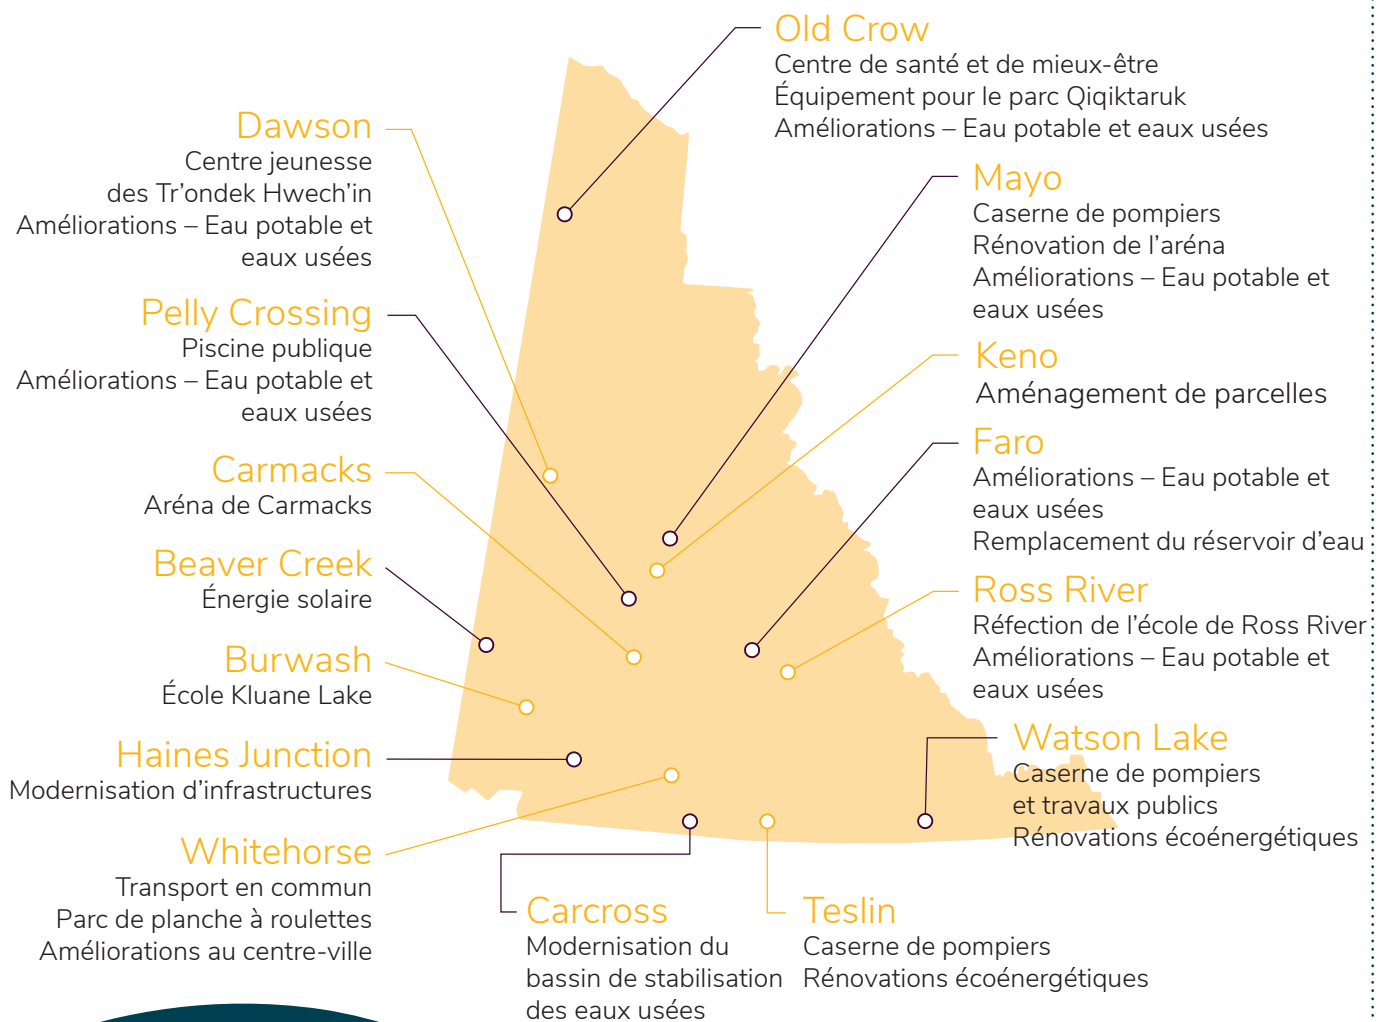 Old Crow
Centre de santé et de mieux-être
Équipement pour le parc Qiqiktaruk
Améliorations – Eau potable et eaux usées
Dawson
Centre jeunesse
des Tr’ondek Hwech’in
Améliorations – Eau potable et
eaux usées
Pelly Crossing
Piscine publique
Améliorations – Eau potable et
eaux usées
Carmacks
Aréna de Carmacks
Beaver Creek
Énergie solaire
Burwash
École Kluane Lake
Haines Junction
Modernisation d’infrastructures
Whitehorse
Transport en commun
Parc de planche à roulettes
Améliorations au centre-ville
Mayo
Caserne de pompiers
Rénovation de l’aréna
Améliorations – Eau potable et
eaux usées
Keno
Aménagement de parcelles
Faro
Améliorations – Eau potable et
eaux usées
Remplacement du réservoir d’eau
Ross River
Réfection de l’école de Ross River
Améliorations – Eau potable et
eaux usées
Watson Lake
Caserne de pompiers
et travaux publics
Rénovations écoénergétiques
Carcross
Modernisation du
bassin de stabilisation
des eaux usées
Teslin
Caserne de pompiers
Rénovations écoénergétiques